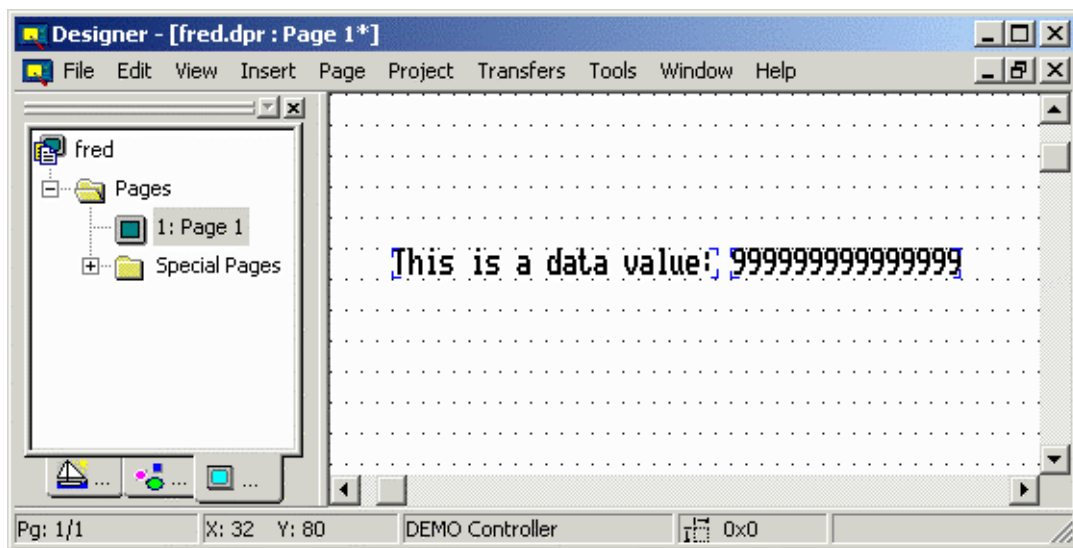 Designer - [fred.dpr : Page 1*]
File Edit View Insert Page Project Transfers Tools Window Help
fred
Pages
1: Page 1
Special Pages
This is a data value: 999999999999999
... ... ...
Pg: 1/1 X: 32 Y: 80 DEMO Controller 0x0